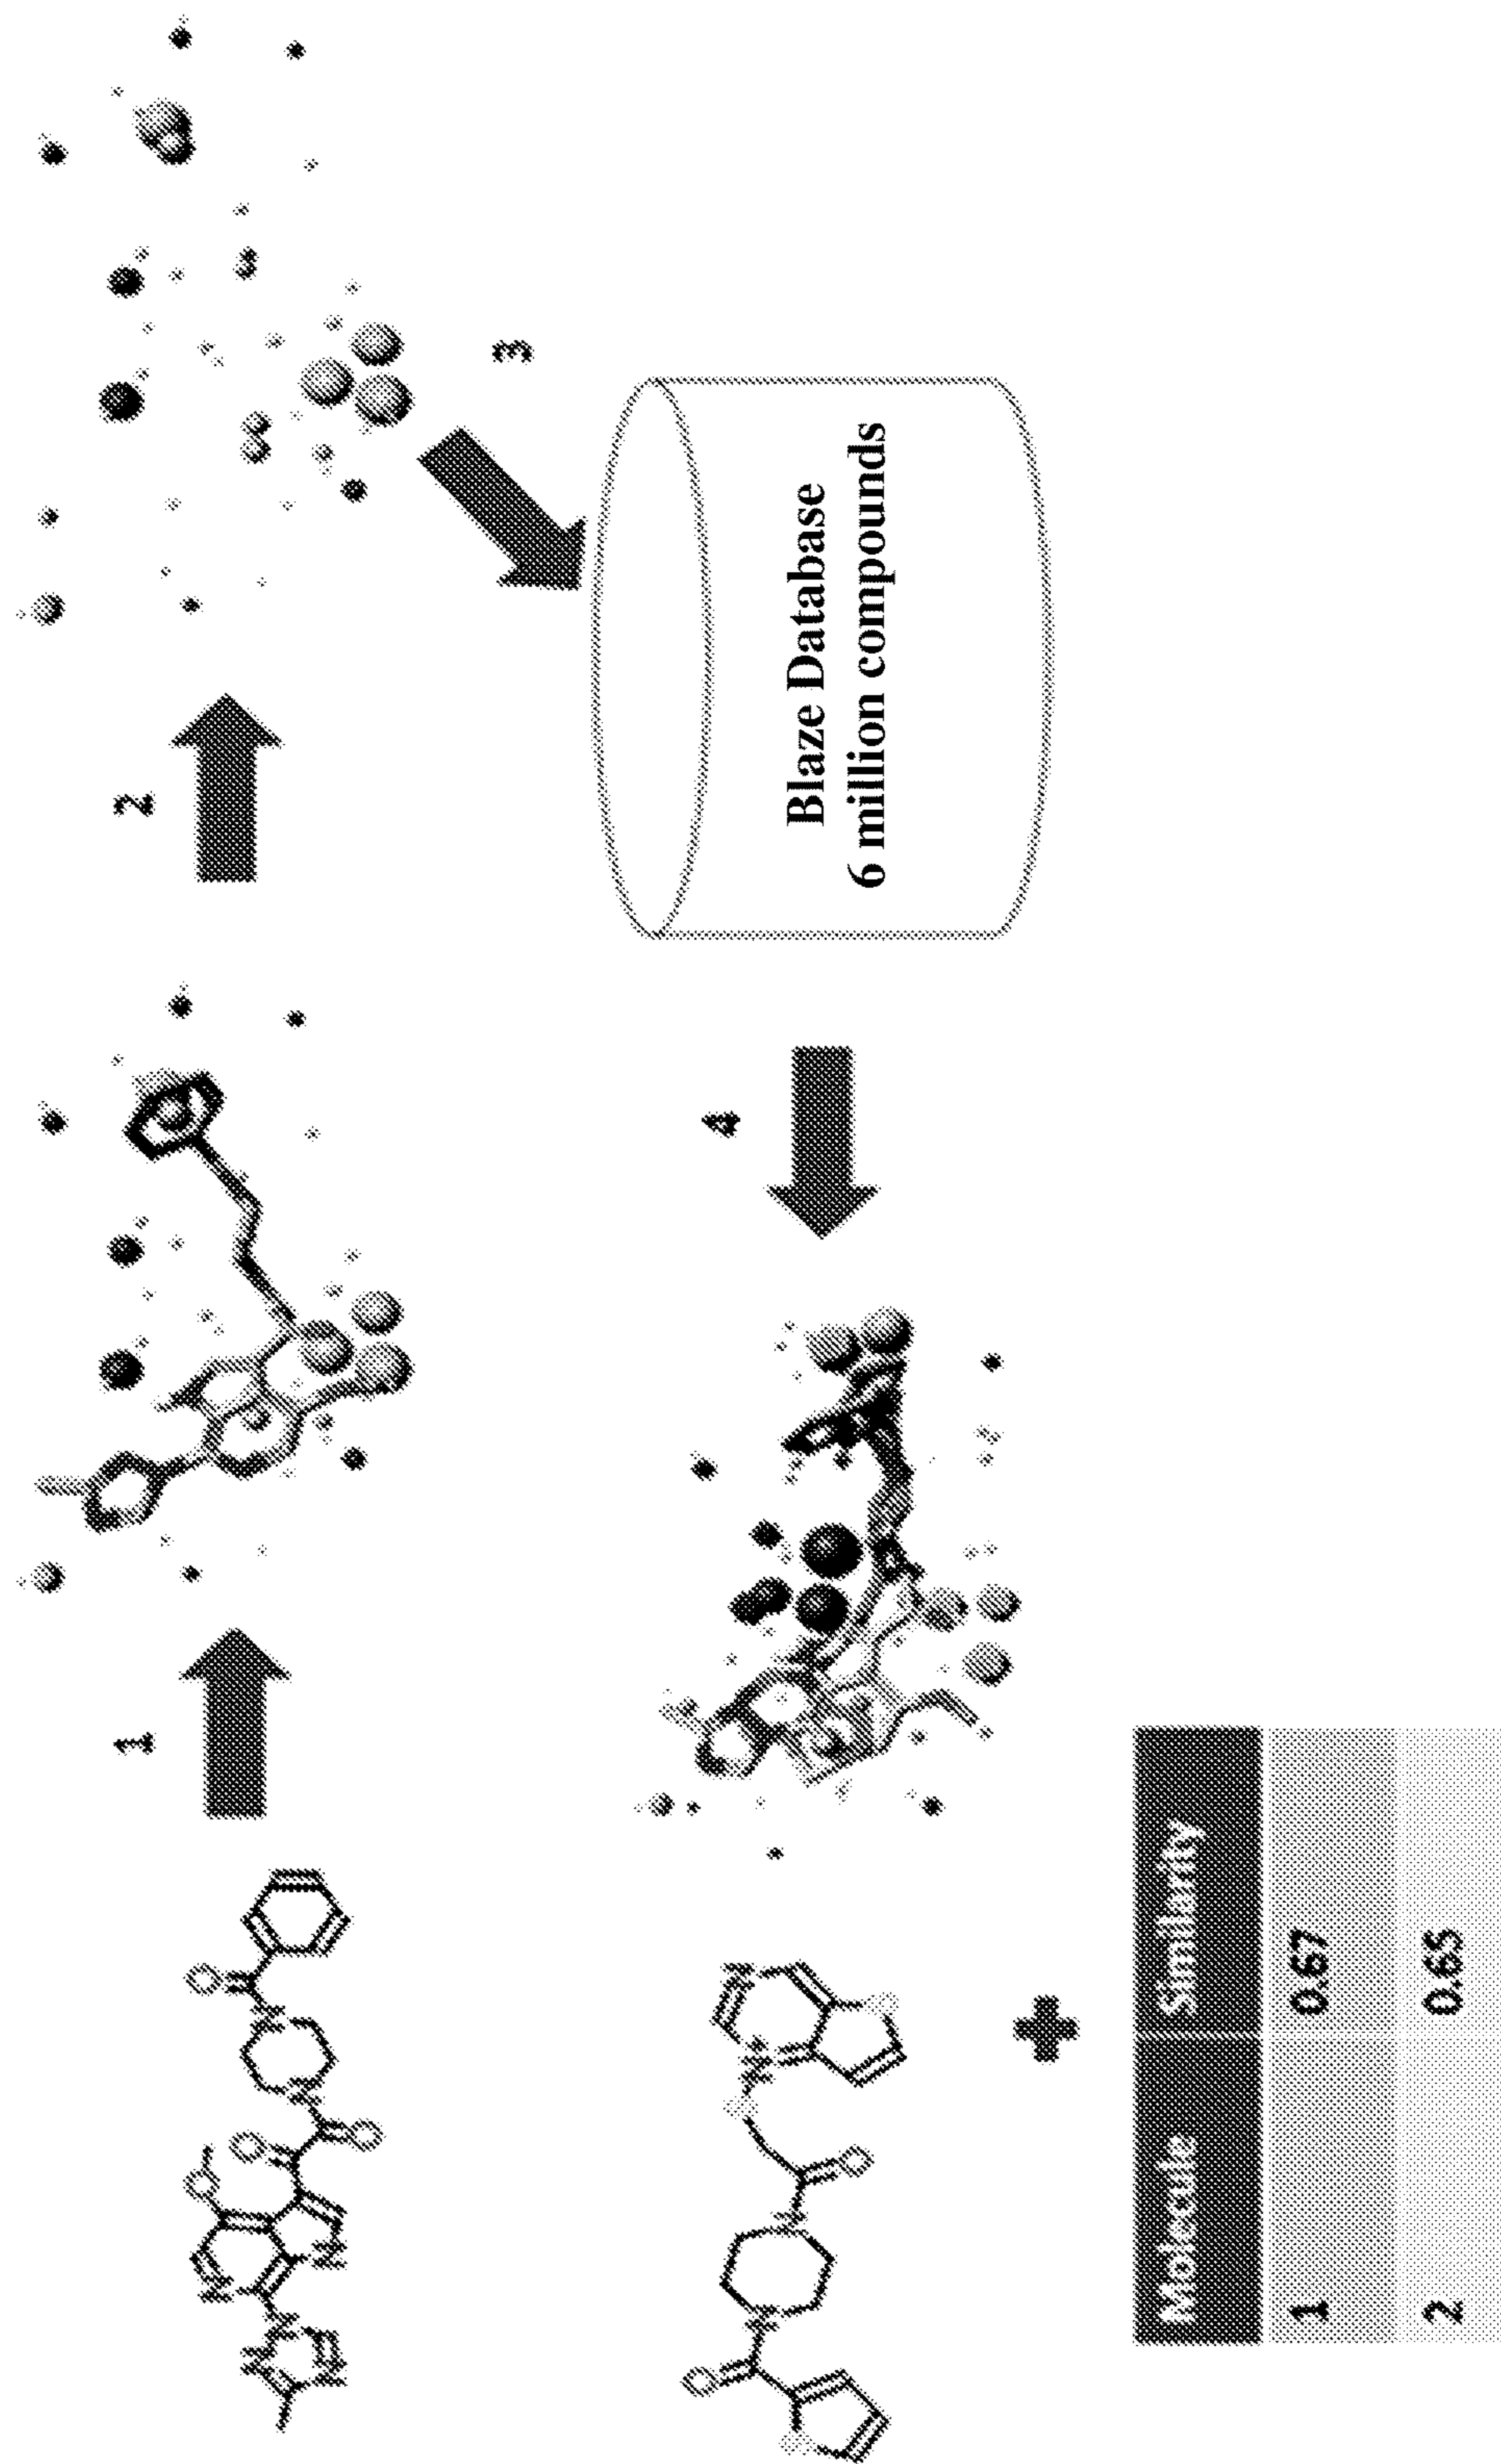 1
2
3
Blaze Database
6 million compounds
4
Molecule Similarity
1 0.67
2 0.65